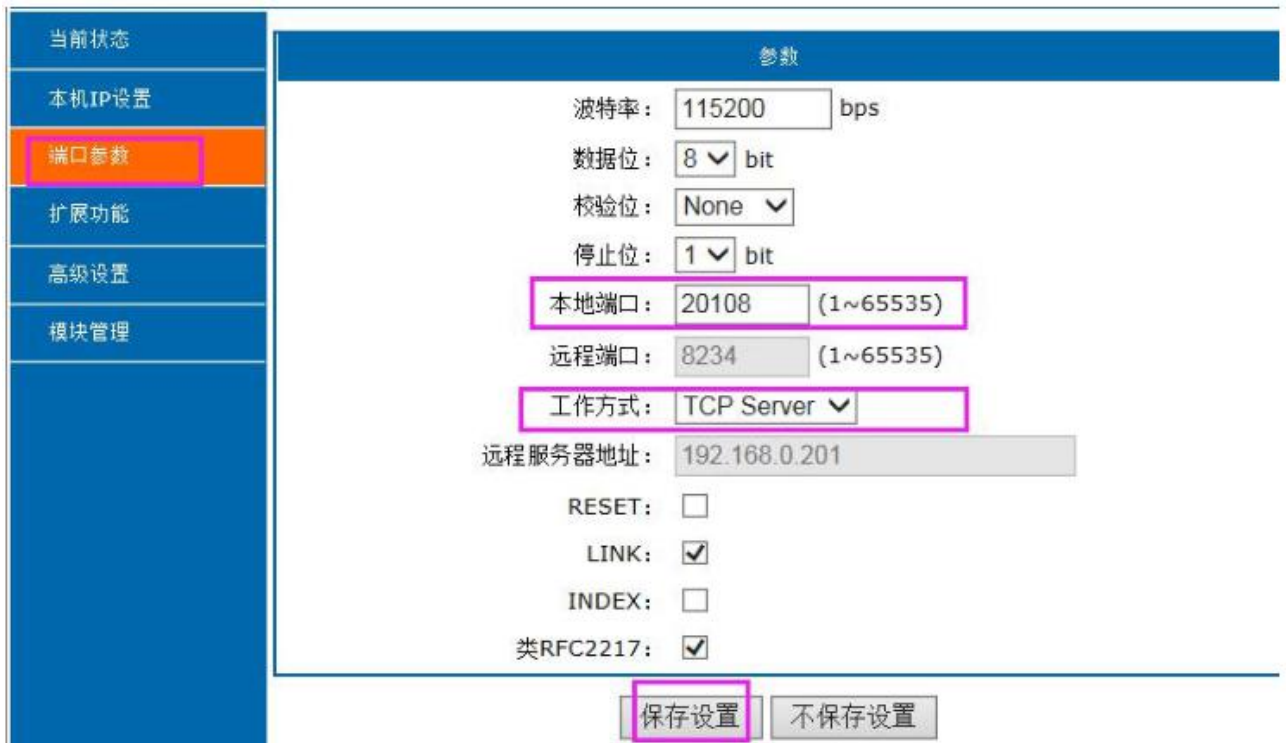 当前状态
本机IP设置
端口参数
扩展功能
高级设置
模块管理
参数
波特率： 115200 bps
数据位： 8 bit
校验位： None
停止位： 1 bit
本地端口： 20108 (1~65535)
远程端口： 8234 (1~65535)
工作方式： TCP Server
远程服务器地址： 192.168.0.201
RESET：
LINK：
INDEX：
类RFC2217：
保存设置 不保存设置